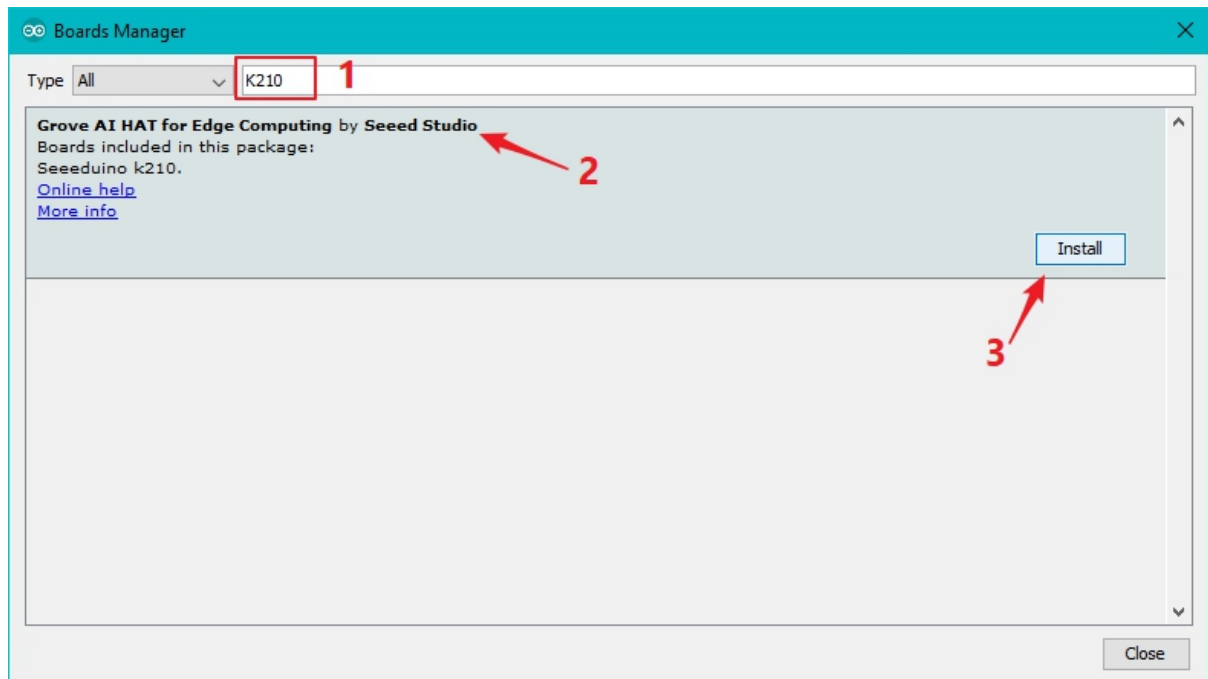 Boards Manager
Type All K210 1
Grove AI HAT for Edge Computing by Seeed Studio
Boards included in this package:
Seeeduino k210.
Online help
More info
2
Install
3
Close